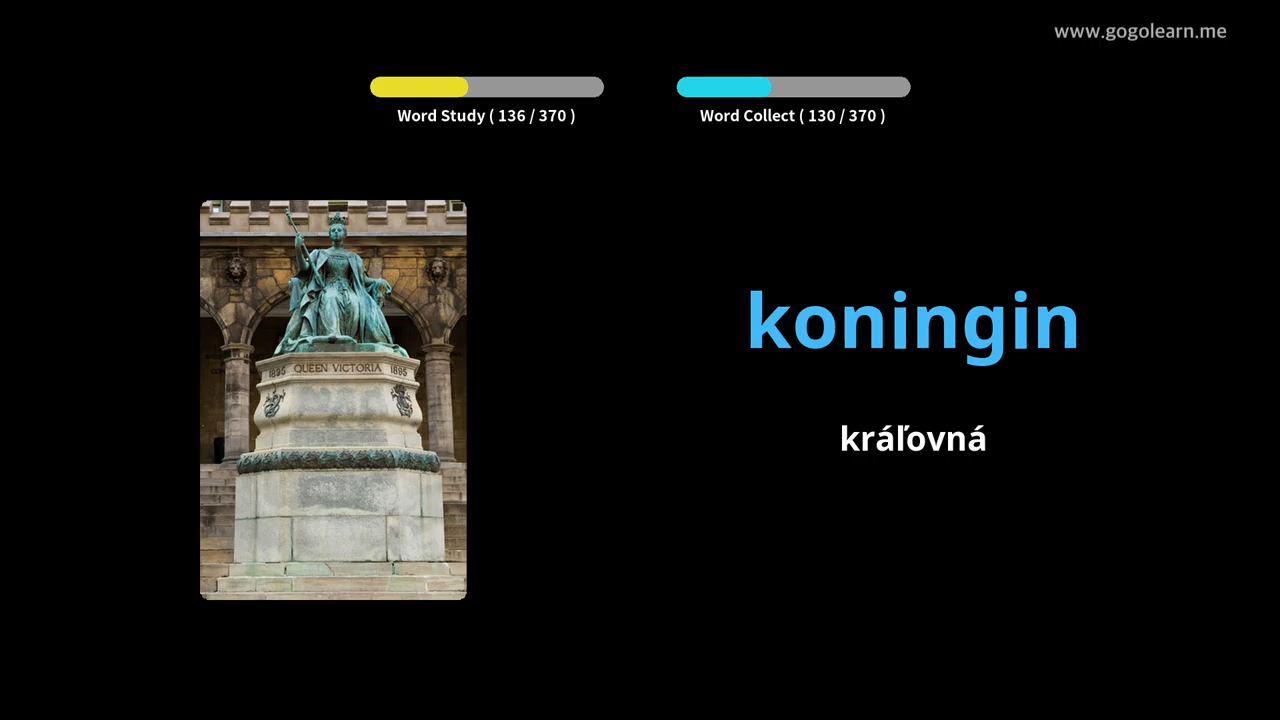 www.gogolearn.me
Word Study ( 136 / 370 )
Word Collect ( 130 / 370 )
1895 QUEEN VICTORIA 1895
koningin
kráľovná